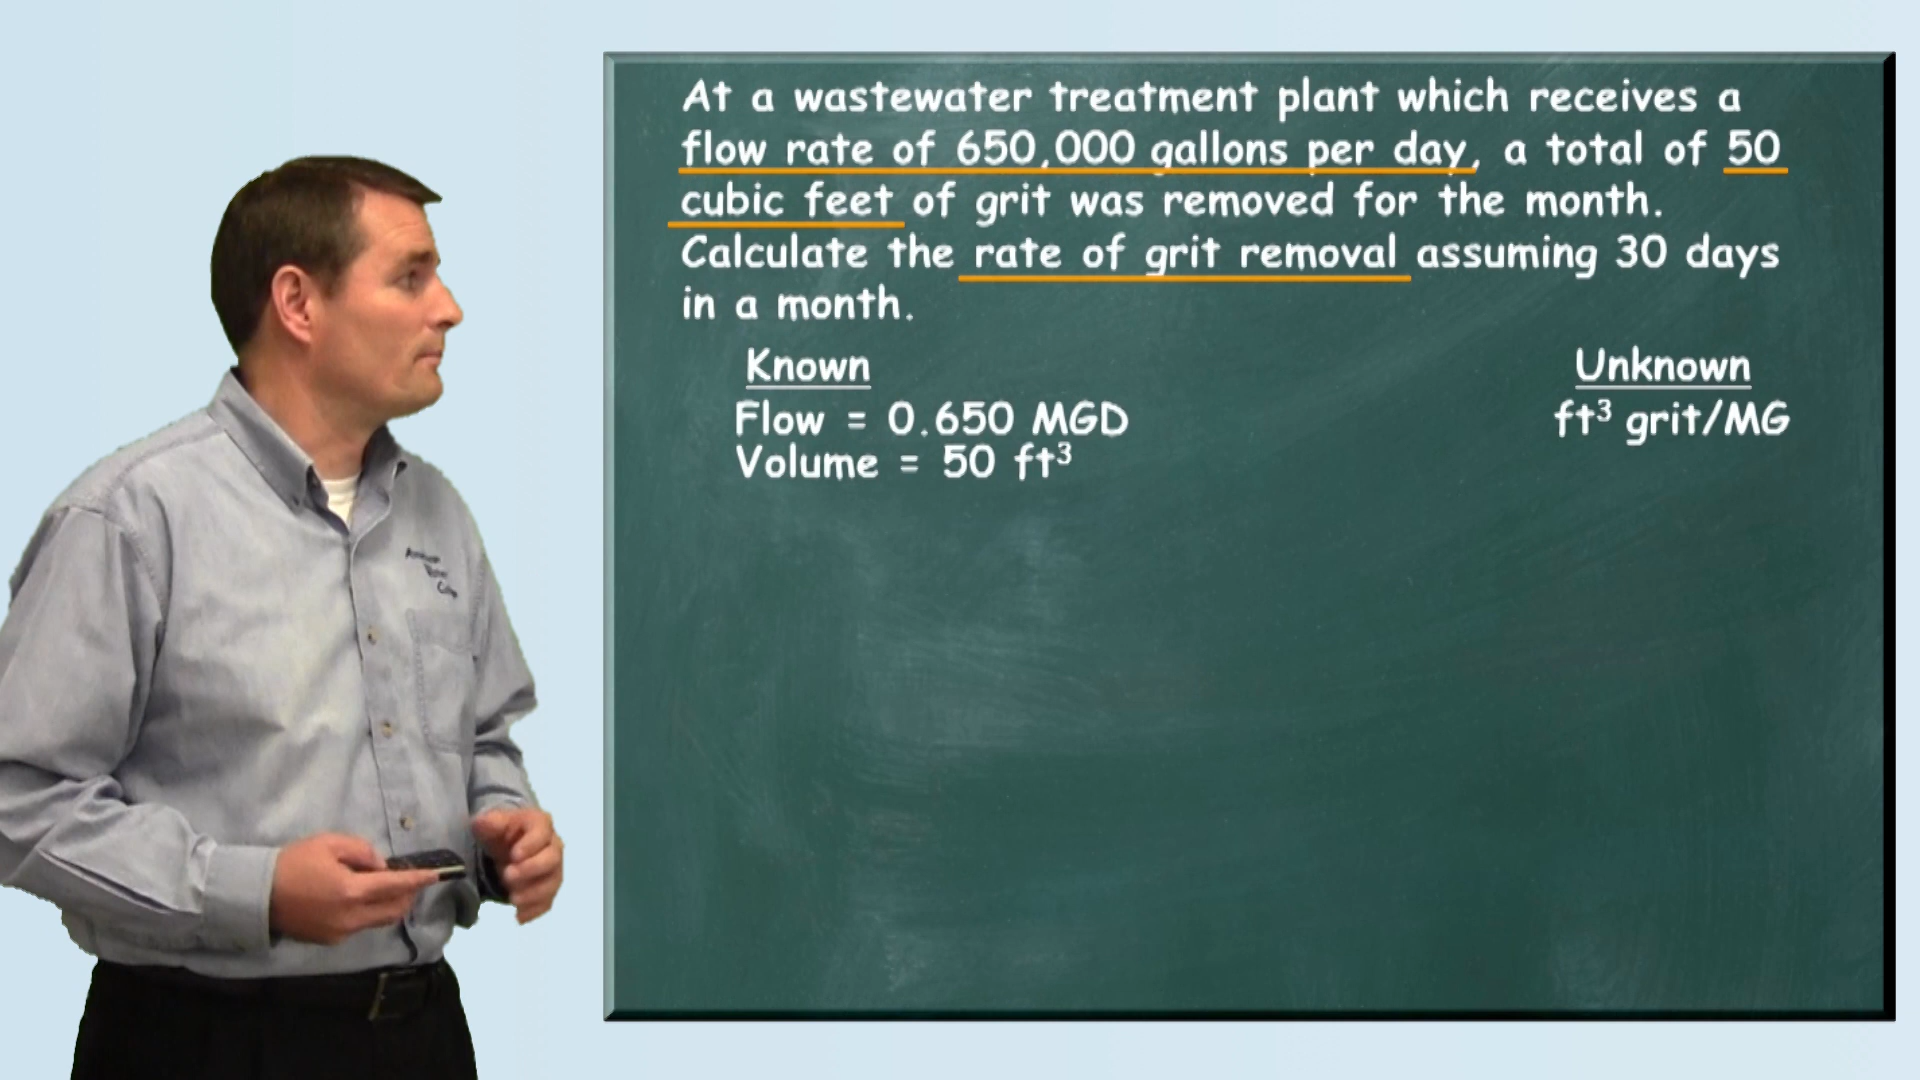 At a wastewater treatment plant which receives a
flow rate of 650,000 gallons per day, a total of 50
cubic feet of grit was removed for the month.
Calculate the rate of grit removal assuming 30 days
in a month.
Known
Flow = 0.650 MGD
Volume = 50 ft³
Unknown
ft³ grit/MG